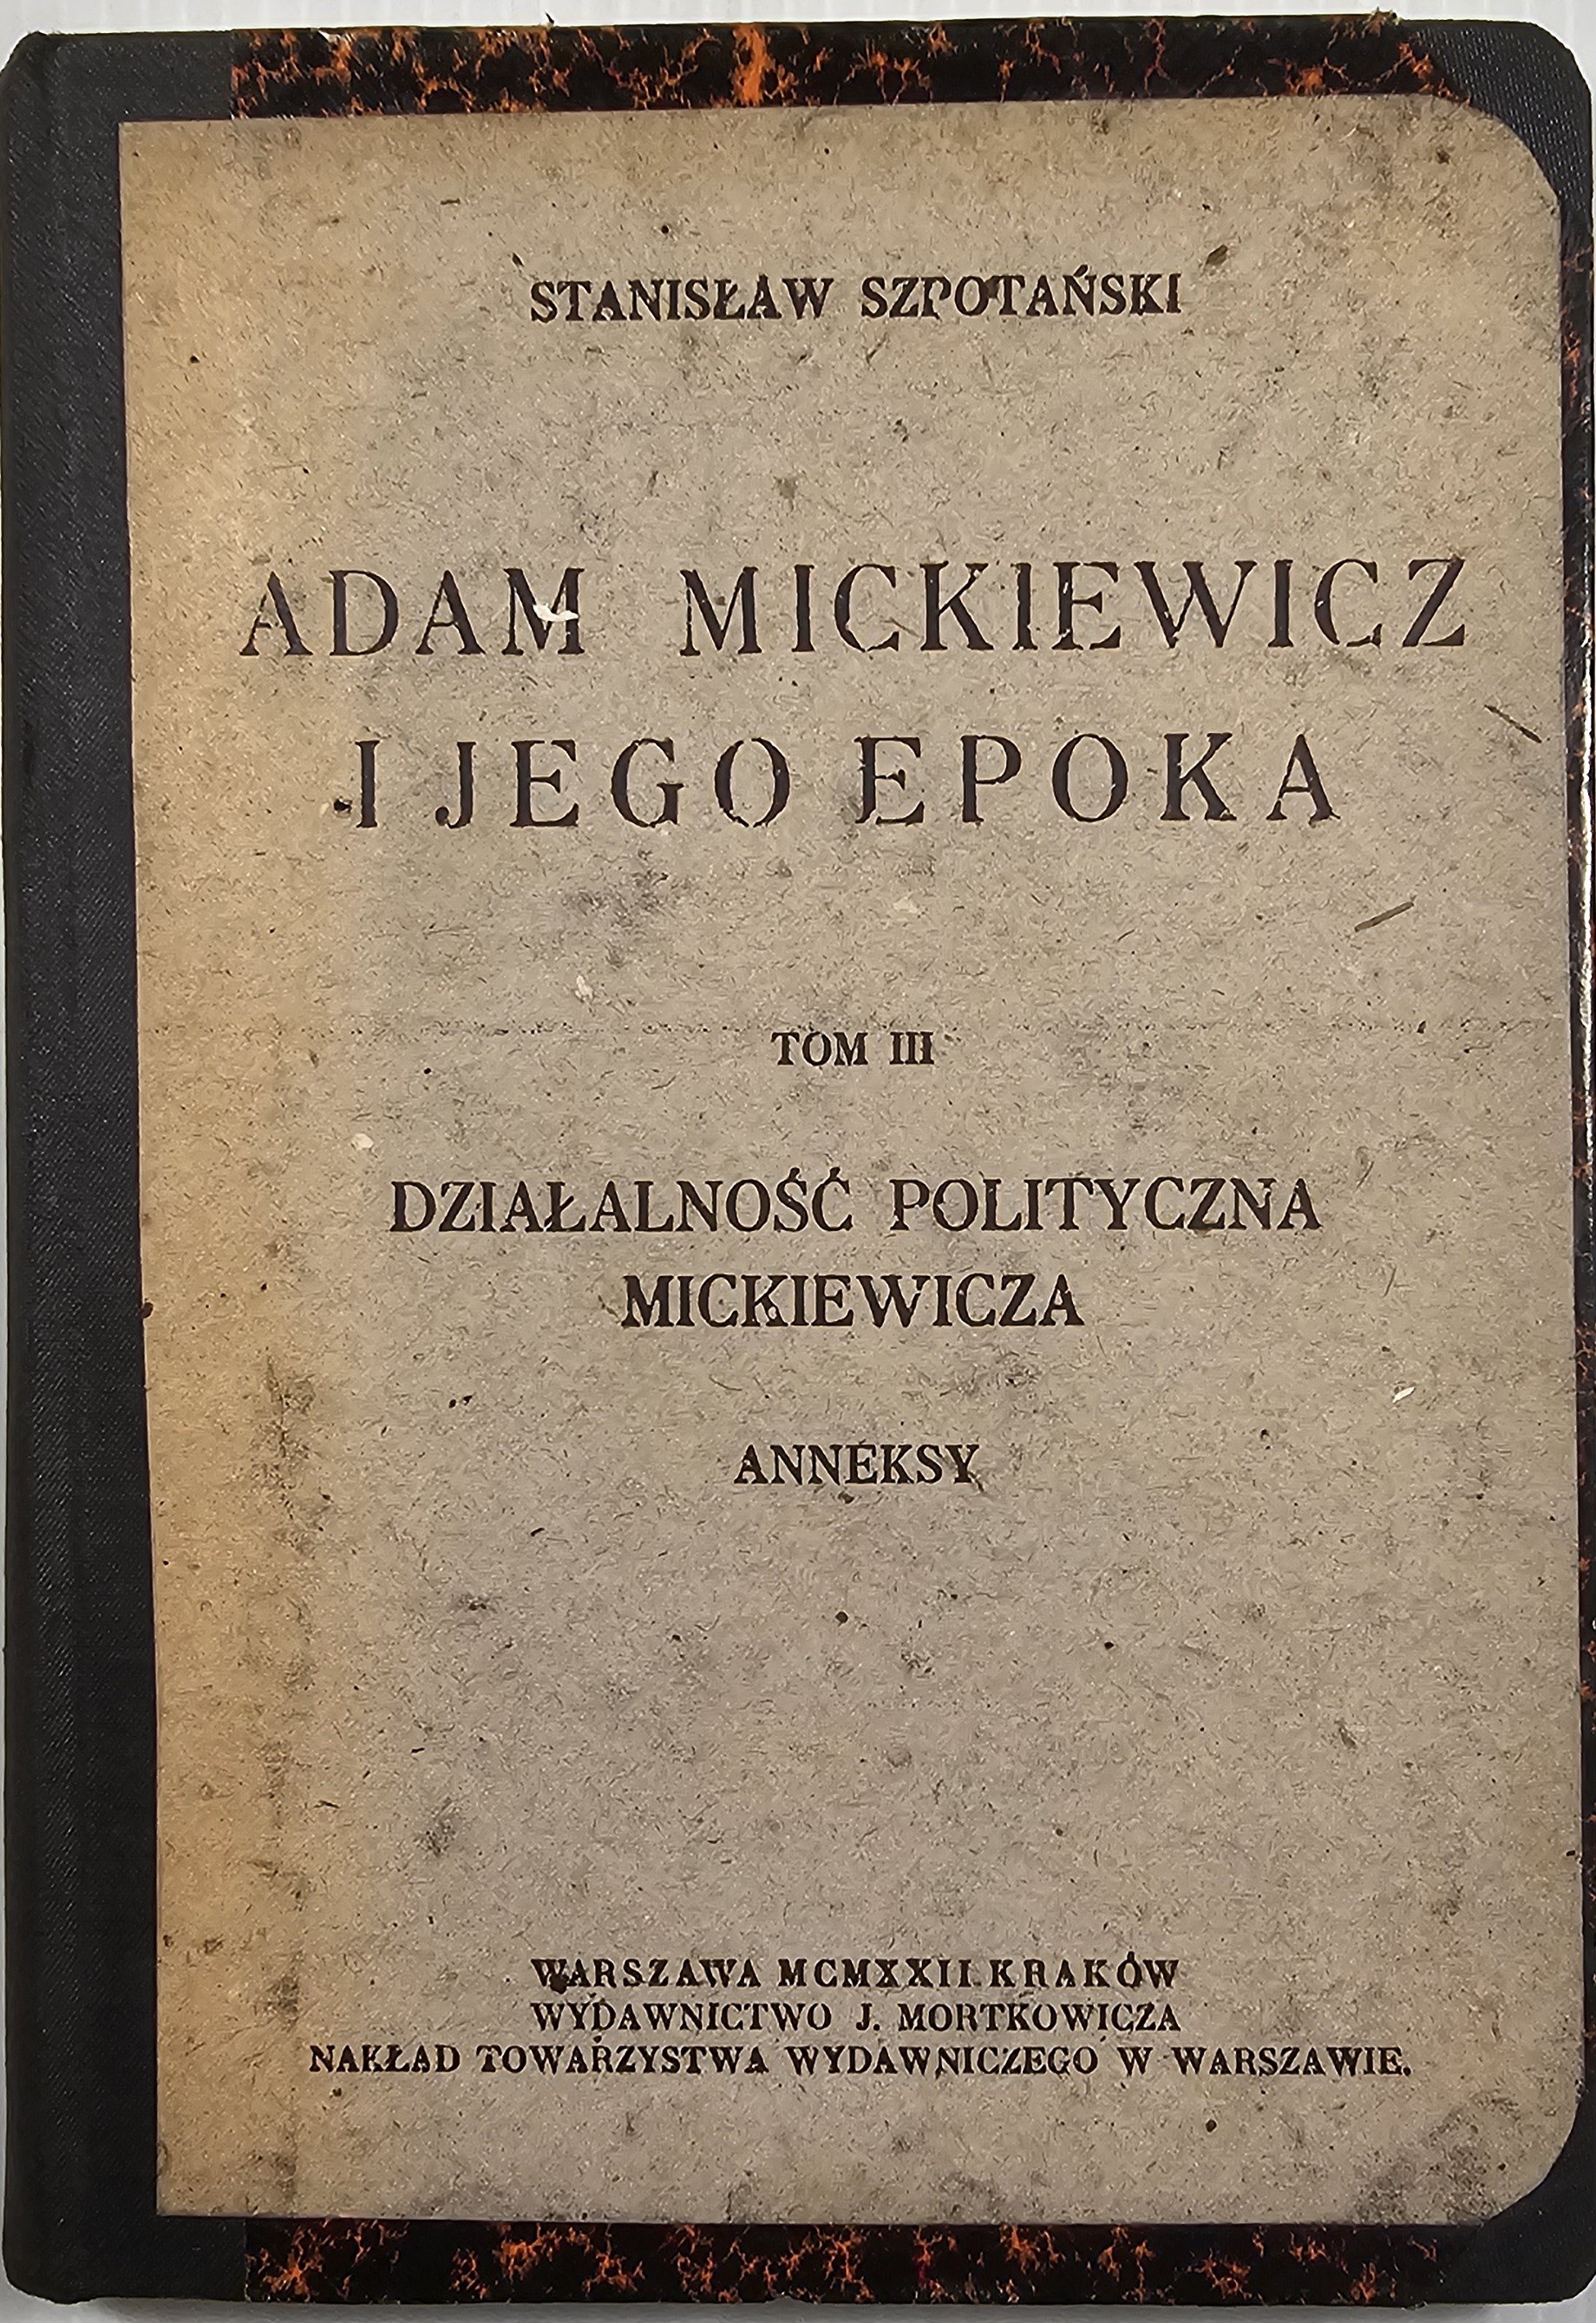 STANISŁAW SZPOTAŃSKI
ADAM MICKIEWICZ
I JEGO EPOKA
TOM III
DZIAŁALNOŚĆ POLITYCZNA
MICKIEWICZA
ANNEKSY
WARSZAWA MCMXXII KRAKÓW
WYDAWNICTWO J. MORTKOWICZA
NAKŁAD TOWARZYSTWA WYDAWNICZEGO W WARSZAWIE.